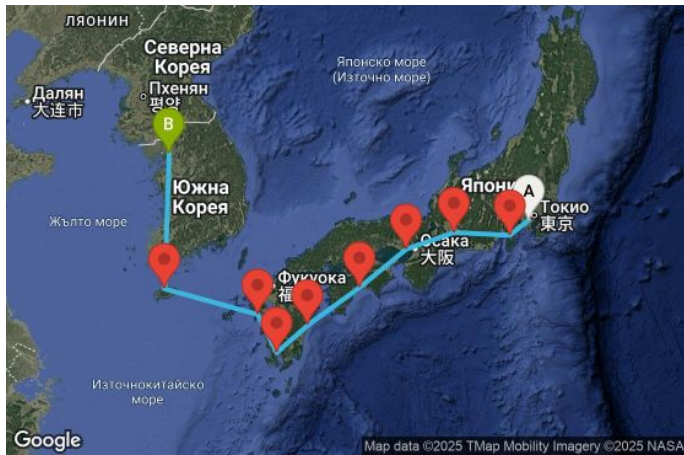 ЛЯОНИН
Северна
Корея
Далян
大连市
Пхенян
평양
B
Японско море
(Източно море)
Южна
Корея
Жълто море
Япони
A
Токио
東京
Осака
大阪
Фукуока
福
Източнокитайско
море
Google
Map data ©2025 TMap Mobility Imagery ©2025 NASA